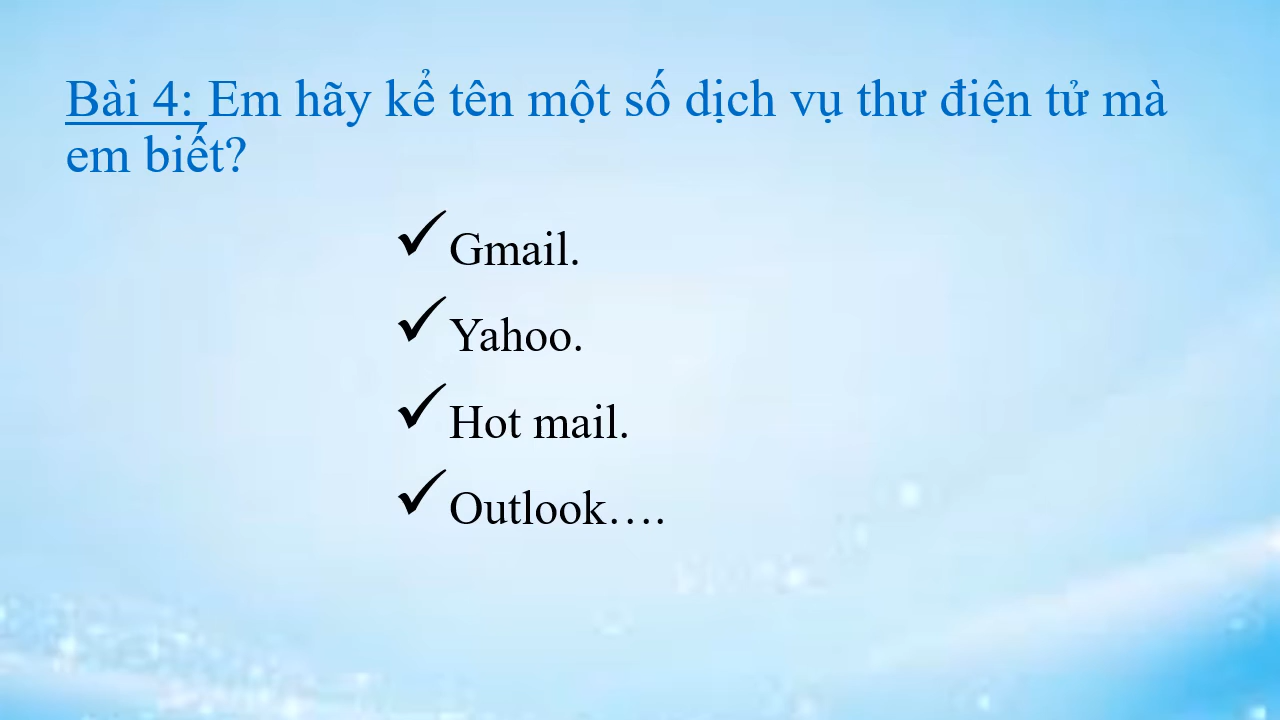 Bài 4: Em hãy kể tên một số dịch vụ thư điện tử mà
em biết?
✓Gmail.
✓Yahoo.
✓Hot mail.
✓Outlook….